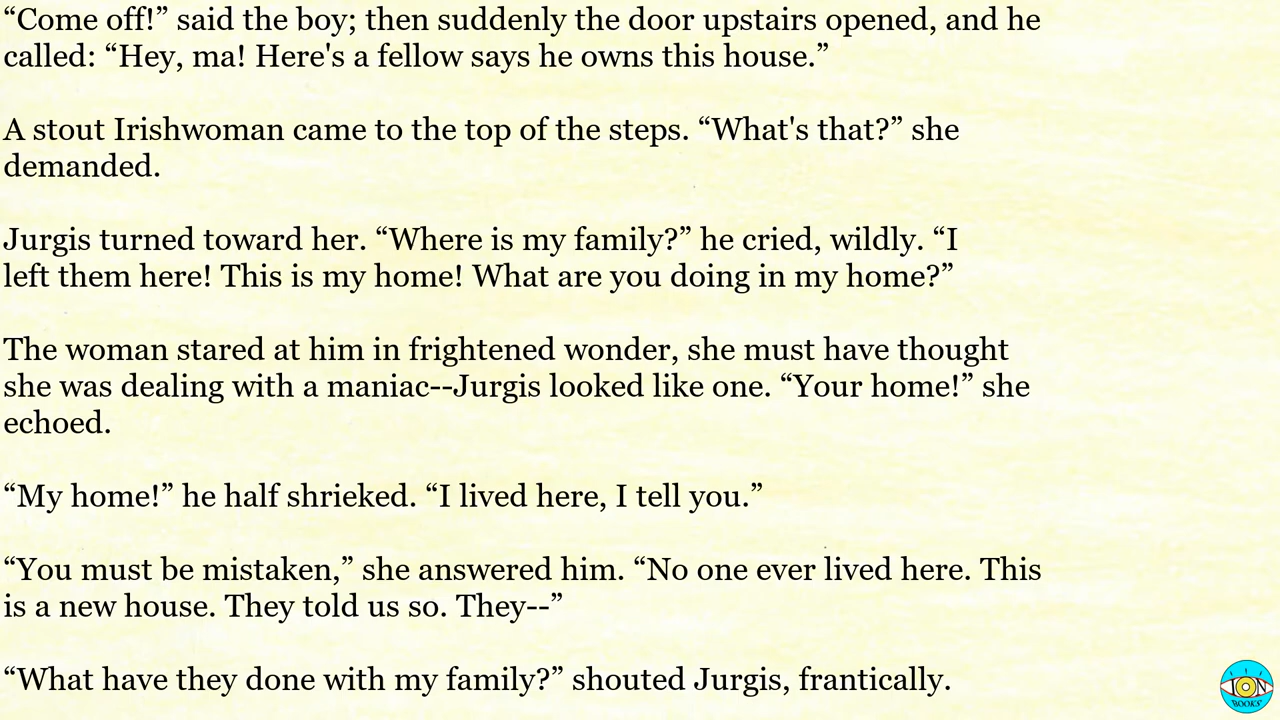 “Come off!” said the boy; then suddenly the door upstairs opened, and he
called: “Hey, ma! Here's a fellow says he owns this house.”
A stout Irishwoman came to the top of the steps. “What's that?” she
demanded.
Jurgis turned toward her. “Where is my family?” he cried, wildly. “I
left them here! This is my home! What are you doing in my home?”
The woman stared at him in frightened wonder, she must have thought
she was dealing with a maniac--Jurgis looked like one. “Your home!” she
echoed.
“My home!” he half shrieked. “I lived here, I tell you.”
“You must be mistaken,” she answered him. “No one ever lived here. This
is a new house. They told us so. They--”
“What have they done with my family?” shouted Jurgis, frantically.
ION
BOOKS